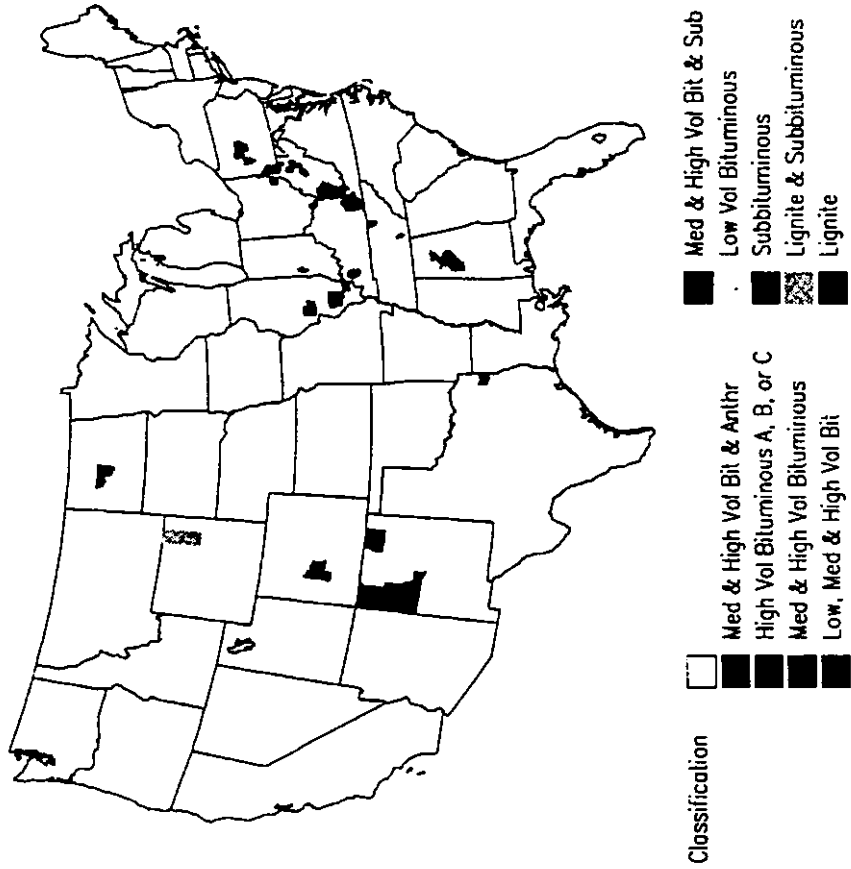 Classification
Med & High Vol Bit & Anthr
High Vol Bituminous A, B, or C
Med & High Vol Bituminous
Low, Med & High Vol Bit
Med & High Vol Bit & Sub
Low Vol Bituminous
Subbituminous
Lignite & Subbituminous
Lignite